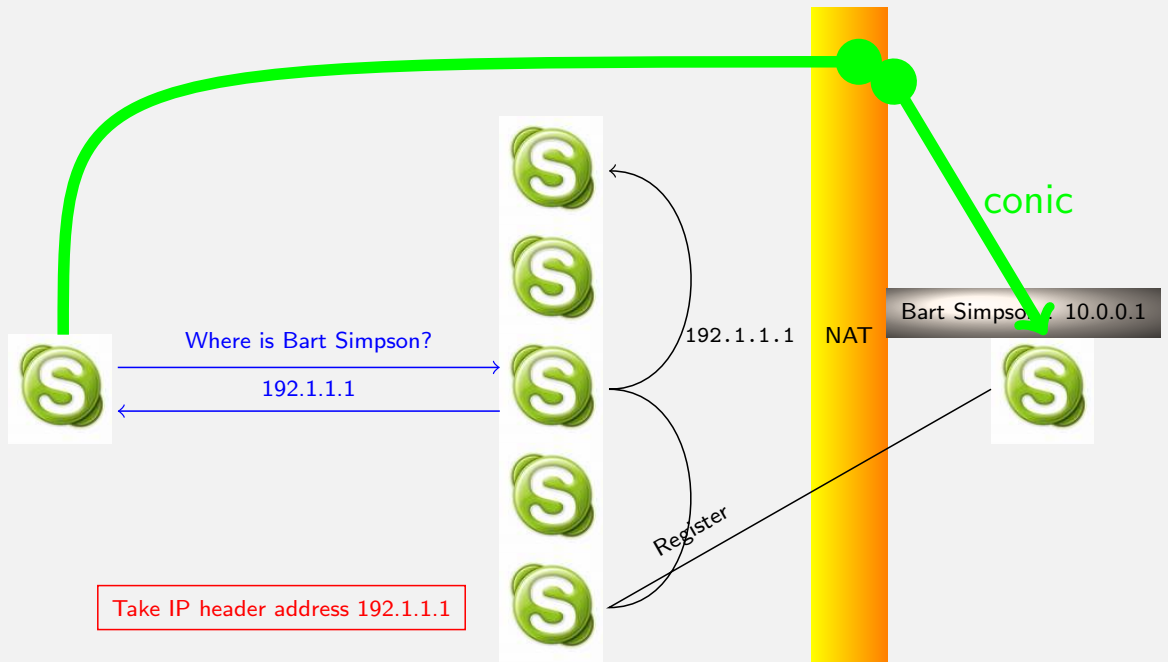 conic
Bart Simpson: 10.0.0.1
Where is Bart Simpson?
192.1.1.1
192.1.1.1
NAT
Register
Take IP header address 192.1.1.1
S
S
S
S
S
S
S